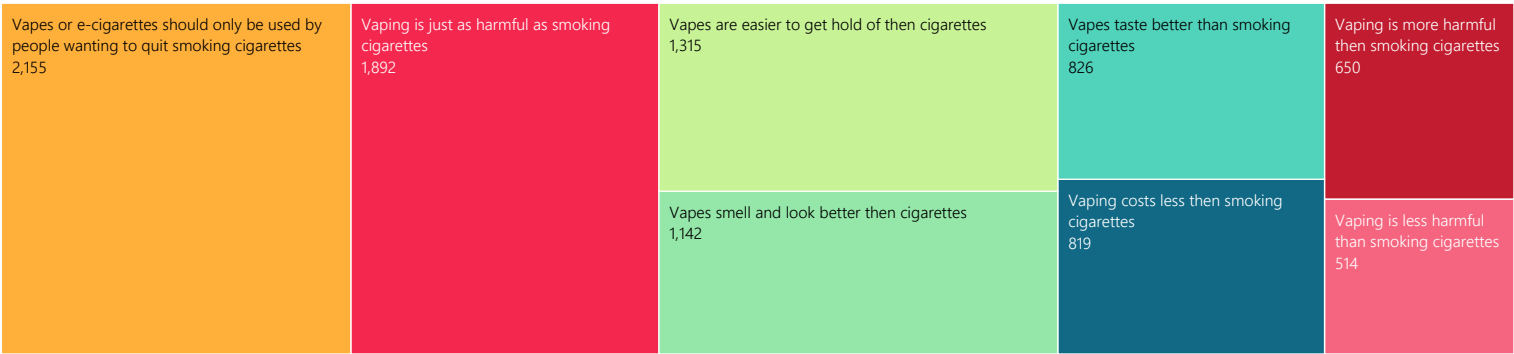 Vapes or e-cigarettes should only be used by
people wanting to quit smoking cigarettes
2,155
Vaping is just as harmful as smoking
cigarettes
1,892
Vapes are easier to get hold of then cigarettes
1,315
Vapes smell and look better then cigarettes
1,142
Vapes taste better than smoking
cigarettes
826
Vaping costs less then smoking
cigarettes
819
Vaping is more harmful
then smoking cigarettes
650
Vaping is less harmful
than smoking cigarettes
514